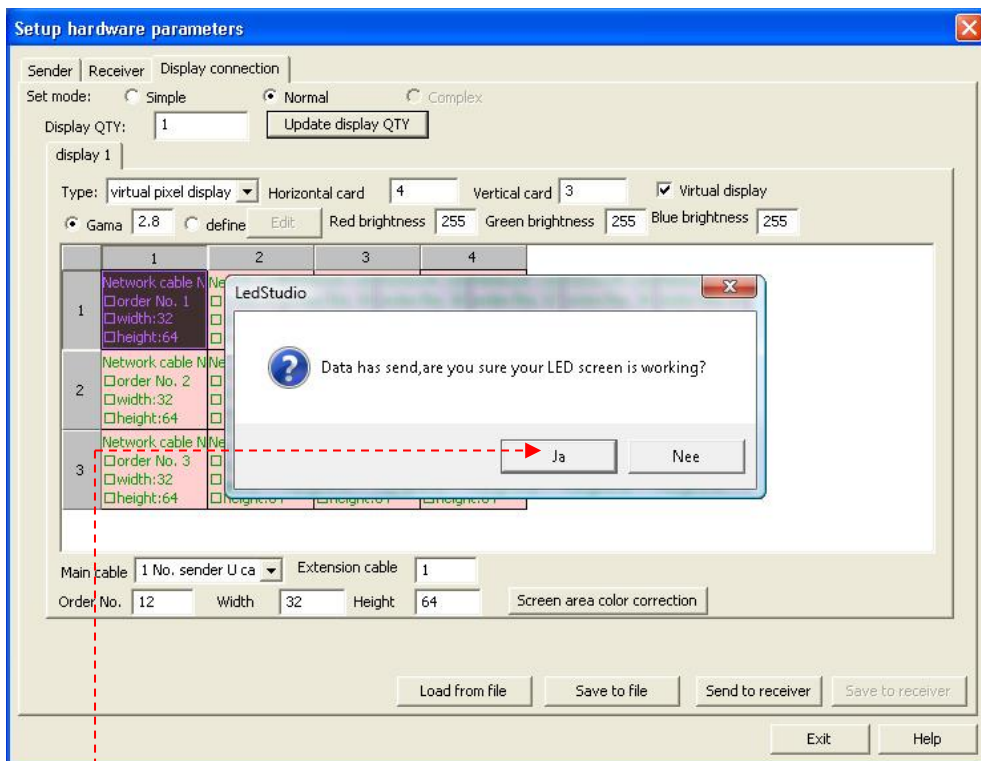 Setup hardware parameters
Sender Receiver Display connection
Set mode: Simple Normal Complex
Display QTY: 1 Update display QTY
display 1
Type: virtual pixel display Horizontal card 4 Vertical card 3 Virtual display
Gama 2.8 define Edit Red brightness 255 Green brightness 255 Blue brightness 255
1 2 3 4
1
Network cable N
order No. 1
width:32
height:64
2
Network cable N
order No. 2
width:32
height:64
3
Network cable N
order No. 3
width:32
height:64
LedStudio
Data has send,are you sure your LED screen is working?
Ja Nee
Main cable 1 No. sender U ca Extension cable 1
Order No. 12 Width 32 Height 64 Screen area color correction
Load from file Save to file Send to receiver Save to receiver
Exit Help